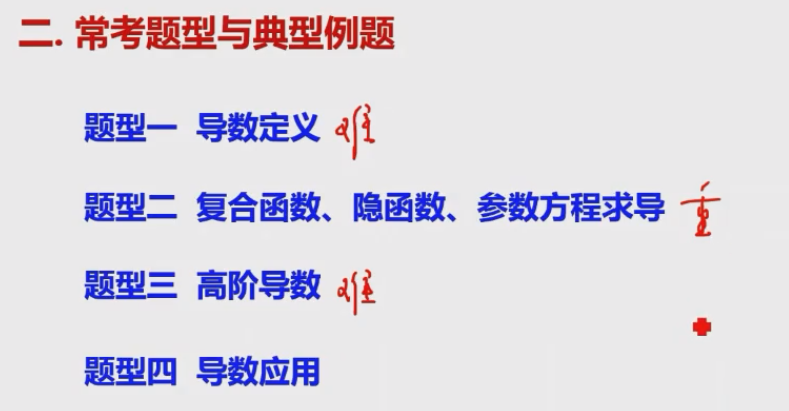 二. 常考题型与典型例题
题型一 导数定义 难
题型二 复合函数、隐函数、参数方程求导 重
题型三 高阶导数 难
题型四 导数应用